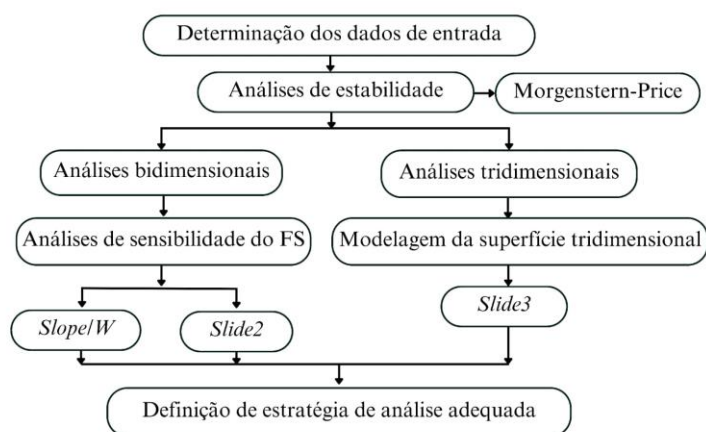 Determinação dos dados de entrada
Análises de estabilidade
Morgenstern-Price
Análises bidimensionais
Análises tridimensionais
Análises de sensibilidade do FS
Modelagem da superfície tridimensional
Slope/W
Slide2
Slide3
Definição de estratégia de análise adequada